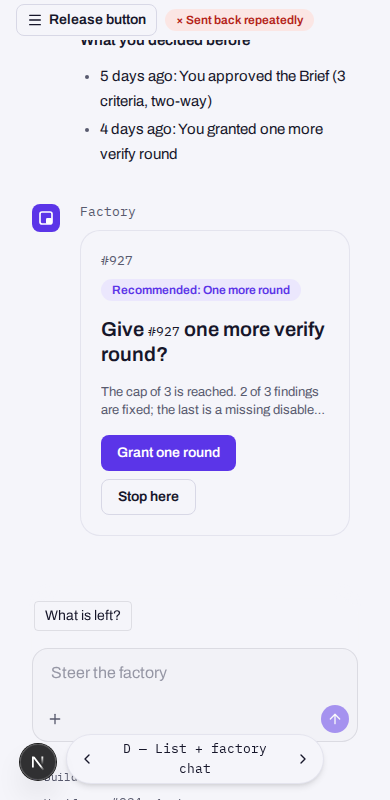 Release button
× Sent back repeatedly
What you decided before
5 days ago: You approved the Brief (3
criteria, two-way)
4 days ago: You granted one more
verify round
Factory
#927
Recommended: One more round
Give #927 one more verify
round?
The cap of 3 is reached. 2 of 3 findings
are fixed; the last is a missing disable...
Grant one round
Stop here
What is left?
Steer the factory
N
D — List + factory
chat